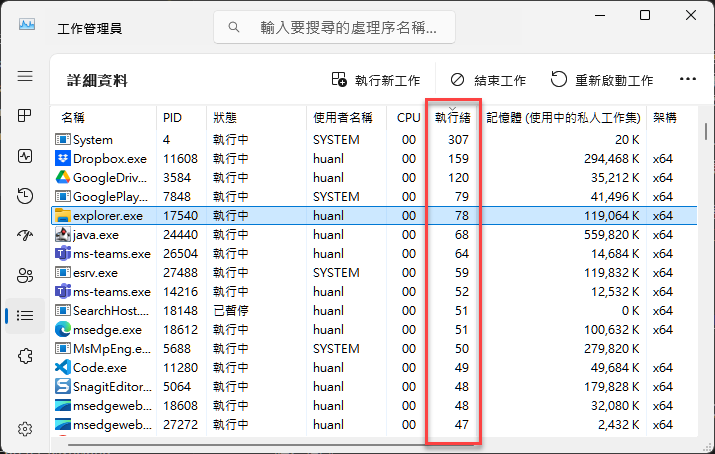 工作管理員
輸入要搜尋的處理序名稱...
詳細資料
執行新工作
結束工作
重新啟動工作
名稱 PID 狀態 使用者名稱 CPU 執行緒 記憶體 (使用中的私人工作集) 架構
System 4 執行中 SYSTEM 00 307 20 K
Dropbox.exe 11608 執行中 huanl 00 159 294,468 K x64
GoogleDriv... 3584 執行中 huanl 00 120 35,212 K x64
GooglePlay... 7848 執行中 SYSTEM 00 79 41,496 K x64
explorer.exe 17540 執行中 huanl 00 78 119,064 K x64
java.exe 24440 執行中 huanl 00 68 559,820 K x64
ms-teams.exe 26504 執行中 huanl 00 64 14,684 K x64
esrv.exe 27488 執行中 SYSTEM 00 59 119,832 K x64
ms-teams.exe 14216 執行中 huanl 00 52 12,532 K x64
SearchHost.... 18148 已暫停 huanl 00 51 0 K x64
msedge.exe 18612 執行中 huanl 00 51 100,632 K x64
MsMpEng.e... 5688 執行中 SYSTEM 00 50 279,820 K
Code.exe 11280 執行中 huanl 00 49 49,684 K x64
SnagitEditor... 5064 執行中 huanl 00 48 179,828 K x64
msedgeweb... 18608 執行中 huanl 00 48 32,080 K x64
msedgeweb... 27272 執行中 huanl 00 47 2,432 K x64